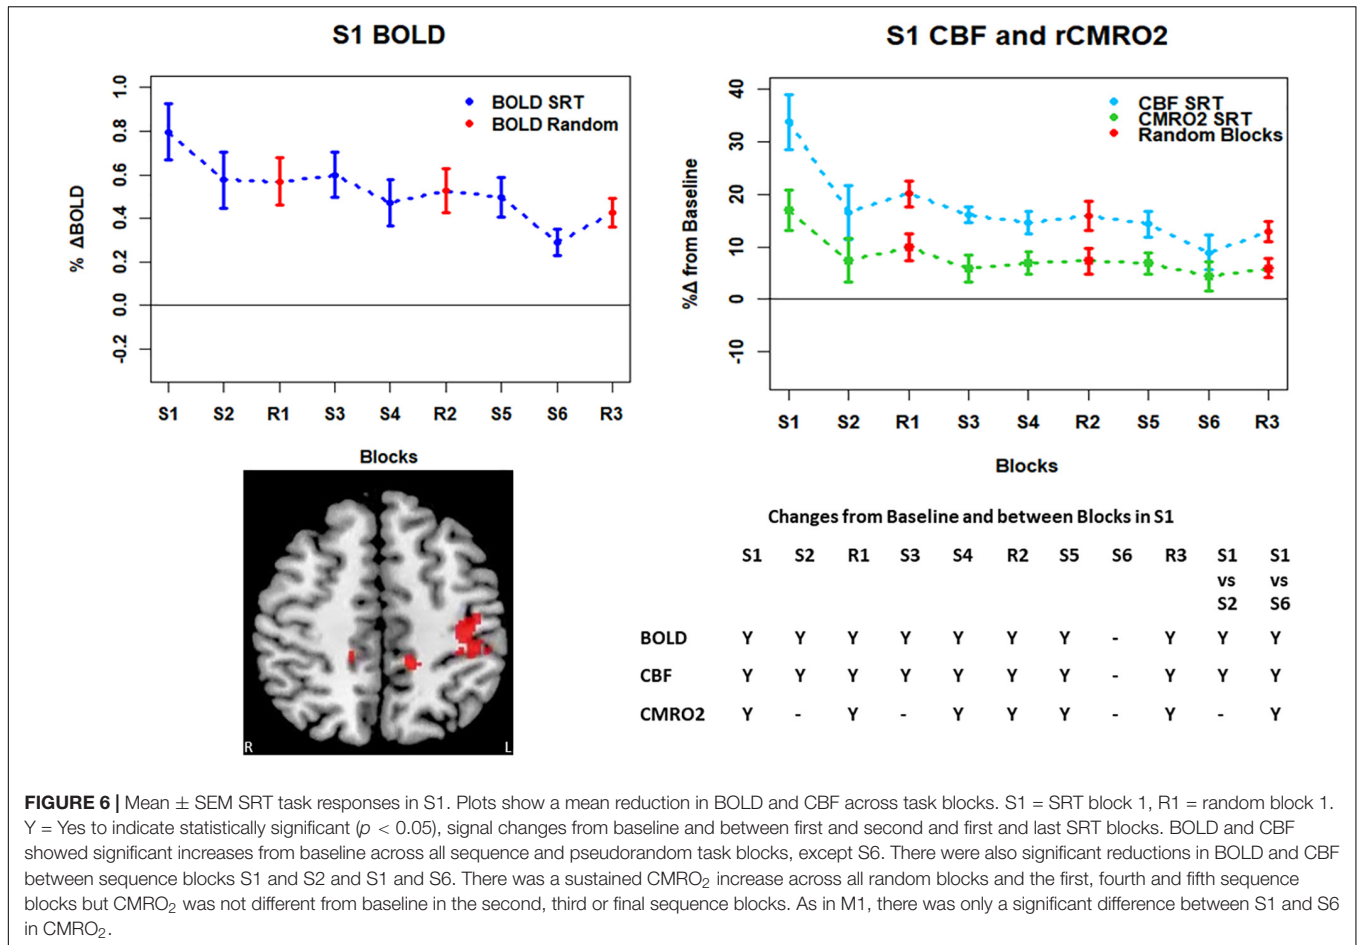 S1 BOLD
1.0
0.8
0.6
0.4
0.2
0.0
-0.2
% ΔBOLD
BOLD SRT
BOLD Random
S1 S2 R1 S3 S4 R2 S5 S6 R3
Blocks
S1 CBF and rCMRO2
40
30
20
10
0
-10
%Δ from Baseline
CBF SRT
CMRO2 SRT
Random Blocks
S1 S2 R1 S3 S4 R2 S5 S6 R3
Blocks
R L
Changes from Baseline and between Blocks in S1
S1 S2 R1 S3 S4 R2 S5 S6 R3 S1 S1
vs vs
S2 S6
BOLD Y Y Y Y Y Y Y - Y Y Y
CBF Y Y Y Y Y Y Y - Y Y Y
CMRO2 Y - Y - Y Y Y - Y - Y
FIGURE 6 | Mean ± SEM SRT task responses in S1. Plots show a mean reduction in BOLD and CBF across task blocks. S1 = SRT block 1, R1 = random block 1.
Y = Yes to indicate statistically significant (p < 0.05), signal changes from baseline and between first and second and first and last SRT blocks. BOLD and CBF
showed significant increases from baseline across all sequence and pseudorandom task blocks, except S6. There were also significant reductions in BOLD and CBF
between sequence blocks S1 and S2 and S1 and S6. There was a sustained CMRO₂ increase across all random blocks and the first, fourth and fifth sequence
blocks but CMRO₂ was not different from baseline in the second, third or final sequence blocks. As in M1, there was only a significant difference between S1 and S6
in CMRO₂.